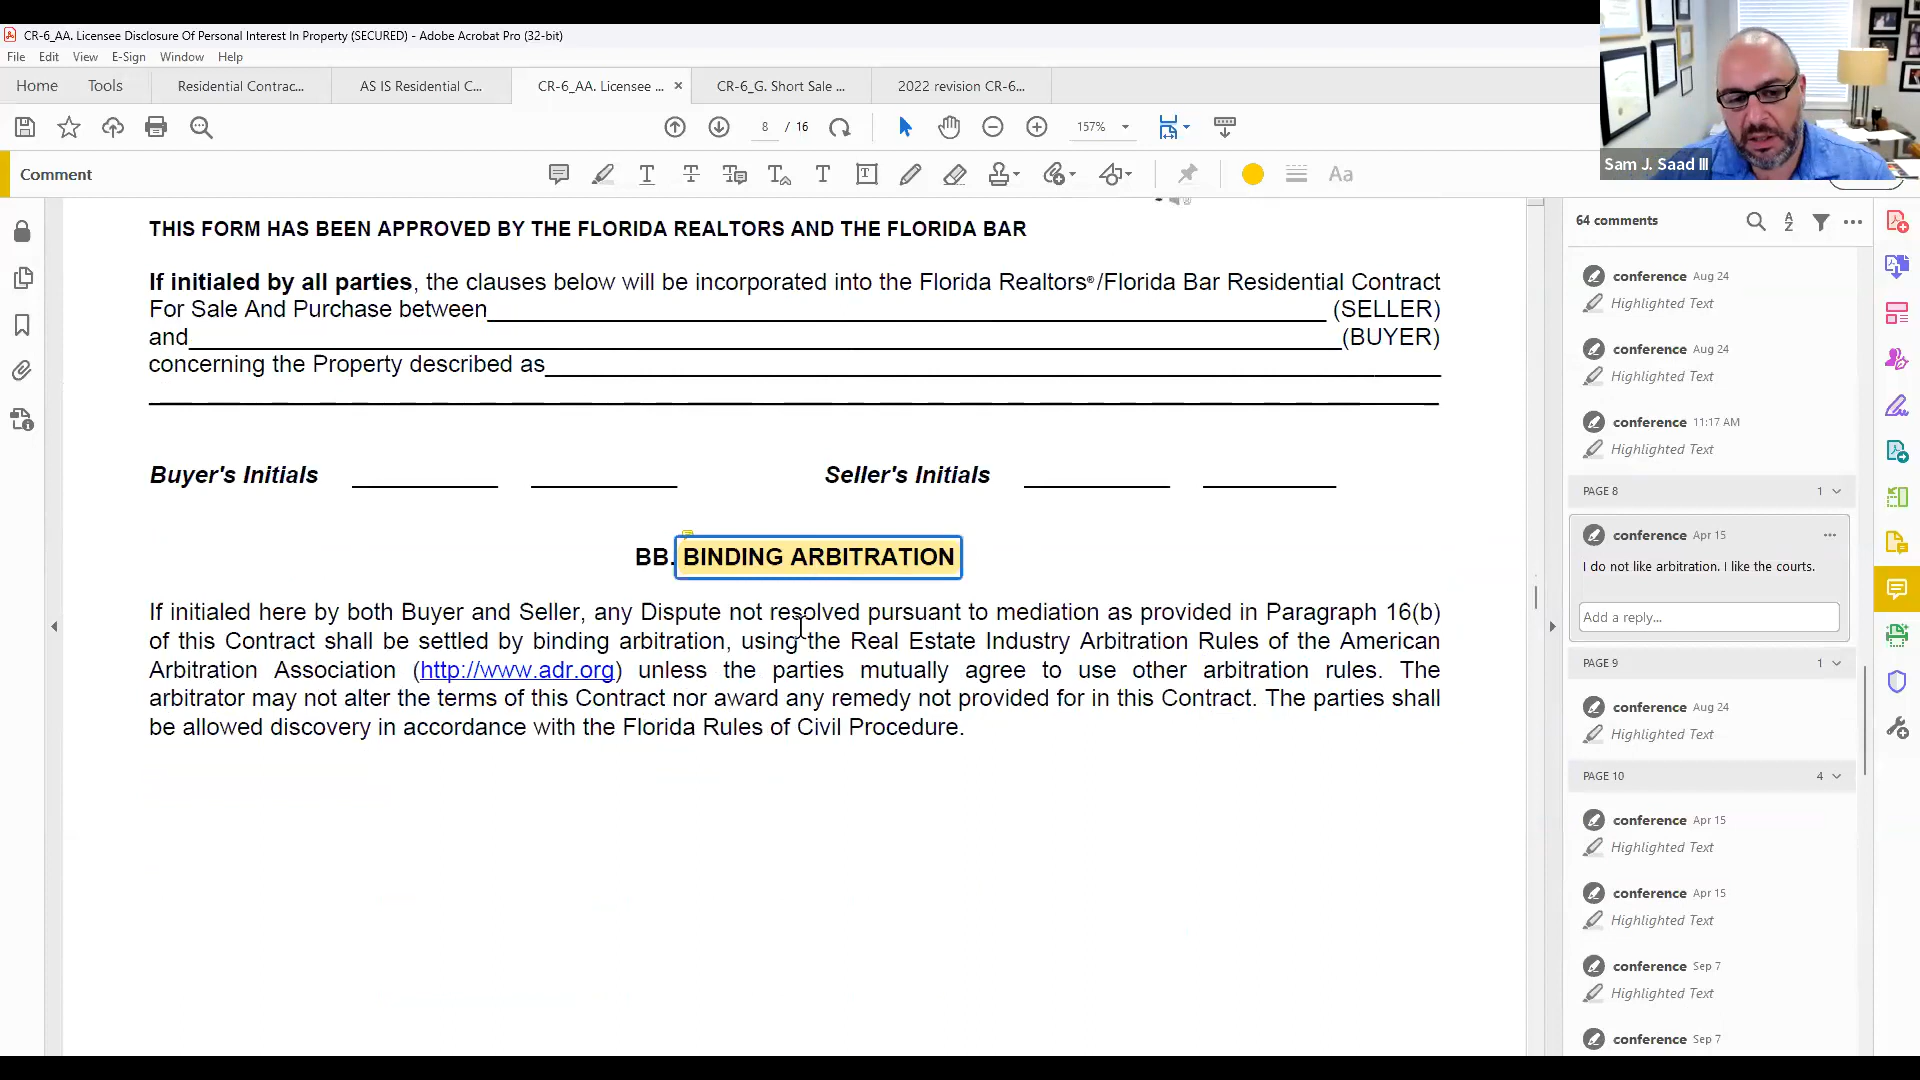 CR-6_AA. Licensee Disclosure Of Personal Interest In Property (SECURED) - Adobe Acrobat Pro (32-bit)
File Edit View E-Sign Window Help
Home Tools Residential Contrac... AS IS Residential C... CR-6_AA. Licensee ... × CR-6_G. Short Sale ... 2022 revision CR-6...
8 / 16 157%
Comment
Aa
Sam J. Saad III
THIS FORM HAS BEEN APPROVED BY THE FLORIDA REALTORS AND THE FLORIDA BAR
If initialed by all parties, the clauses below will be incorporated into the Florida Realtors®/Florida Bar Residential Contract
For Sale And Purchase between (SELLER)
and (BUYER)
concerning the Property described as
Buyer's Initials Seller's Initials
BB. BINDING ARBITRATION
If initialed here by both Buyer and Seller, any Dispute not resolved pursuant to mediation as provided in Paragraph 16(b)
of this Contract shall be settled by binding arbitration, using the Real Estate Industry Arbitration Rules of the American
Arbitration Association (http://www.adr.org) unless the parties mutually agree to use other arbitration rules. The
arbitrator may not alter the terms of this Contract nor award any remedy not provided for in this Contract. The parties shall
be allowed discovery in accordance with the Florida Rules of Civil Procedure.
64 comments
conference Aug 24
Highlighted Text
conference Aug 24
Highlighted Text
conference 11:17 AM
Highlighted Text
PAGE 8 1
conference Apr 15
I do not like arbitration. I like the courts.
Add a reply...
PAGE 9 1
conference Aug 24
Highlighted Text
PAGE 10 4
conference Apr 15
Highlighted Text
conference Apr 15
Highlighted Text
conference Sep 7
Highlighted Text
conference Sep 7